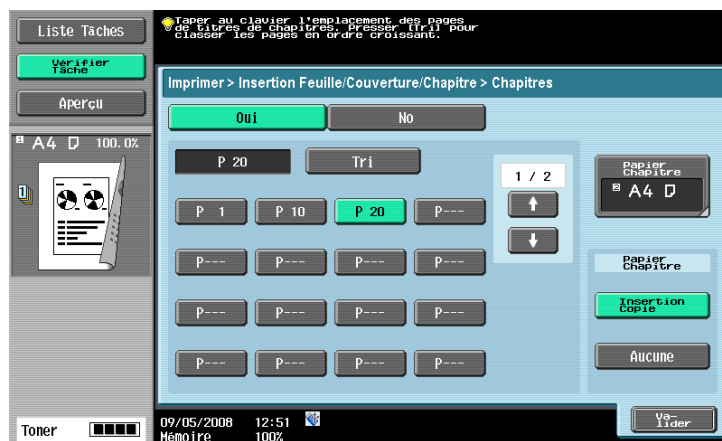 Liste Tâches
Vérifier
Tâche
Aperçu
A4 100.0%
1
Toner
Taper au clavier l'emplacement des pages
de titres de chapitres. Presser [Tri] pour
classer les pages en ordre croissant.
Imprimer > Insertion Feuille/Couverture/Chapitre > Chapitres
Oui No
P 20 Tri
1 / 2
P 1 P 10 P 20 P---
P--- P--- P--- P---
P--- P--- P--- P---
P--- P--- P--- P---
Papier
Chapitre
2 A4
Papier
Chapitre
Insertion
Copie
Aucune
09/05/2008 12:51
Mémoire 100%
Va-
lider